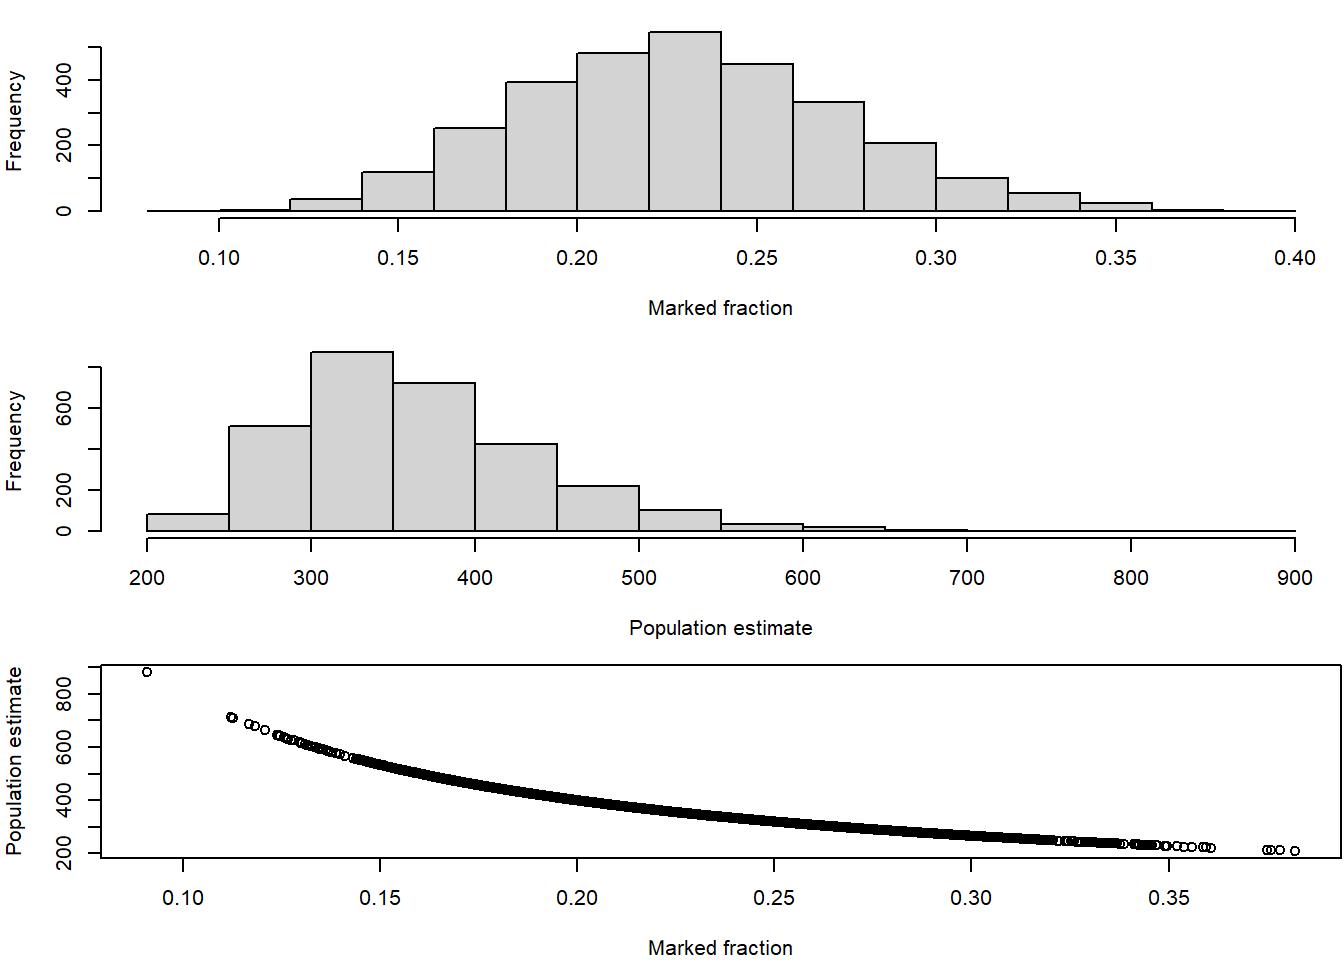 Frequency
0 200 400
0.10 0.15 0.20 0.25 0.30 0.35 0.40
Marked fraction
Frequency
0 200 600
200 300 400 500 600 700 800 900
Population estimate
Population estimate
200 400 600 800
0.10 0.15 0.20 0.25 0.30 0.35
Marked fraction